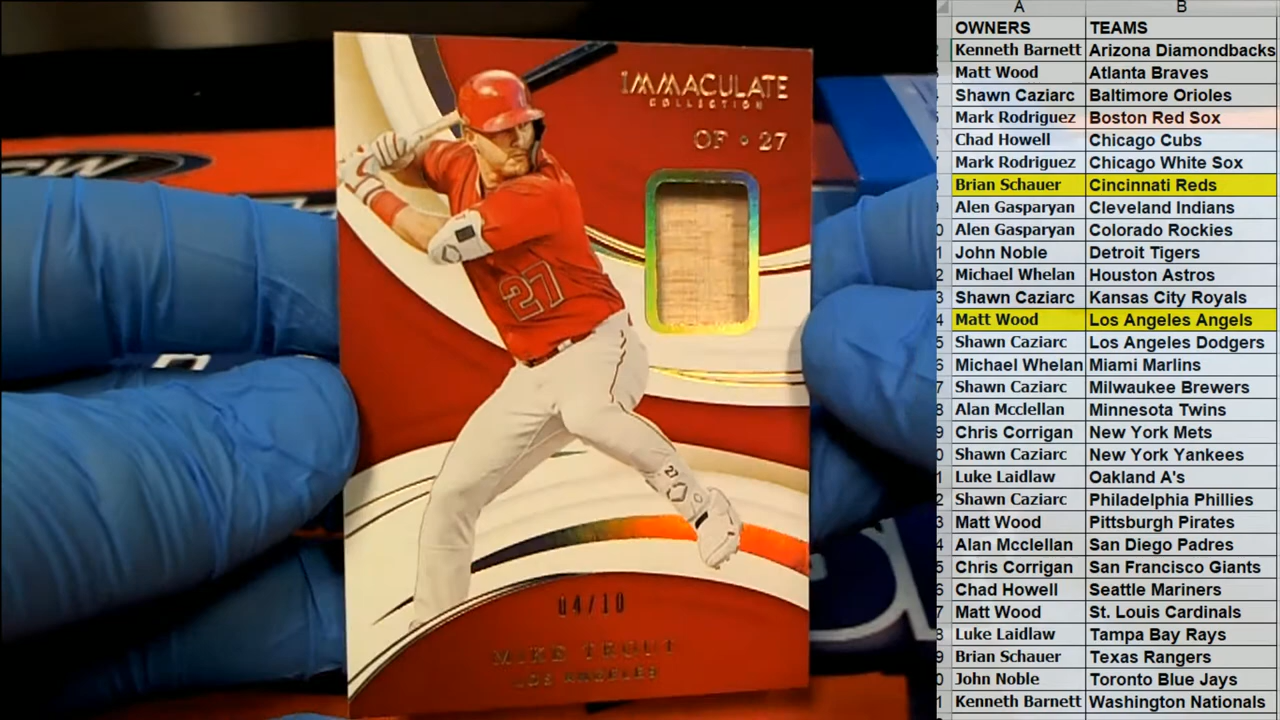 IMMACULATE
COLLECTION
OF • 27
27
27
04/10
MIKE TROUT
LOS ANGELES
A B
OWNERS TEAMS
Kenneth Barnett Arizona Diamondbacks
Matt Wood Atlanta Braves
Shawn Caziarc Baltimore Orioles
Mark Rodriguez Boston Red Sox
Chad Howell Chicago Cubs
Mark Rodriguez Chicago White Sox
Brian Schauer Cincinnati Reds
Alen Gasparyan Cleveland Indians
Alen Gasparyan Colorado Rockies
John Noble Detroit Tigers
Michael Whelan Houston Astros
Shawn Caziarc Kansas City Royals
Matt Wood Los Angeles Angels
Shawn Caziarc Los Angeles Dodgers
Michael Whelan Miami Marlins
Shawn Caziarc Milwaukee Brewers
Alan Mcclellan Minnesota Twins
Chris Corrigan New York Mets
Shawn Caziarc New York Yankees
Luke Laidlaw Oakland A's
Shawn Caziarc Philadelphia Phillies
Matt Wood Pittsburgh Pirates
Alan Mcclellan San Diego Padres
Chris Corrigan San Francisco Giants
Chad Howell Seattle Mariners
Matt Wood St. Louis Cardinals
Luke Laidlaw Tampa Bay Rays
Brian Schauer Texas Rangers
John Noble Toronto Blue Jays
Kenneth Barnett Washington Nationals